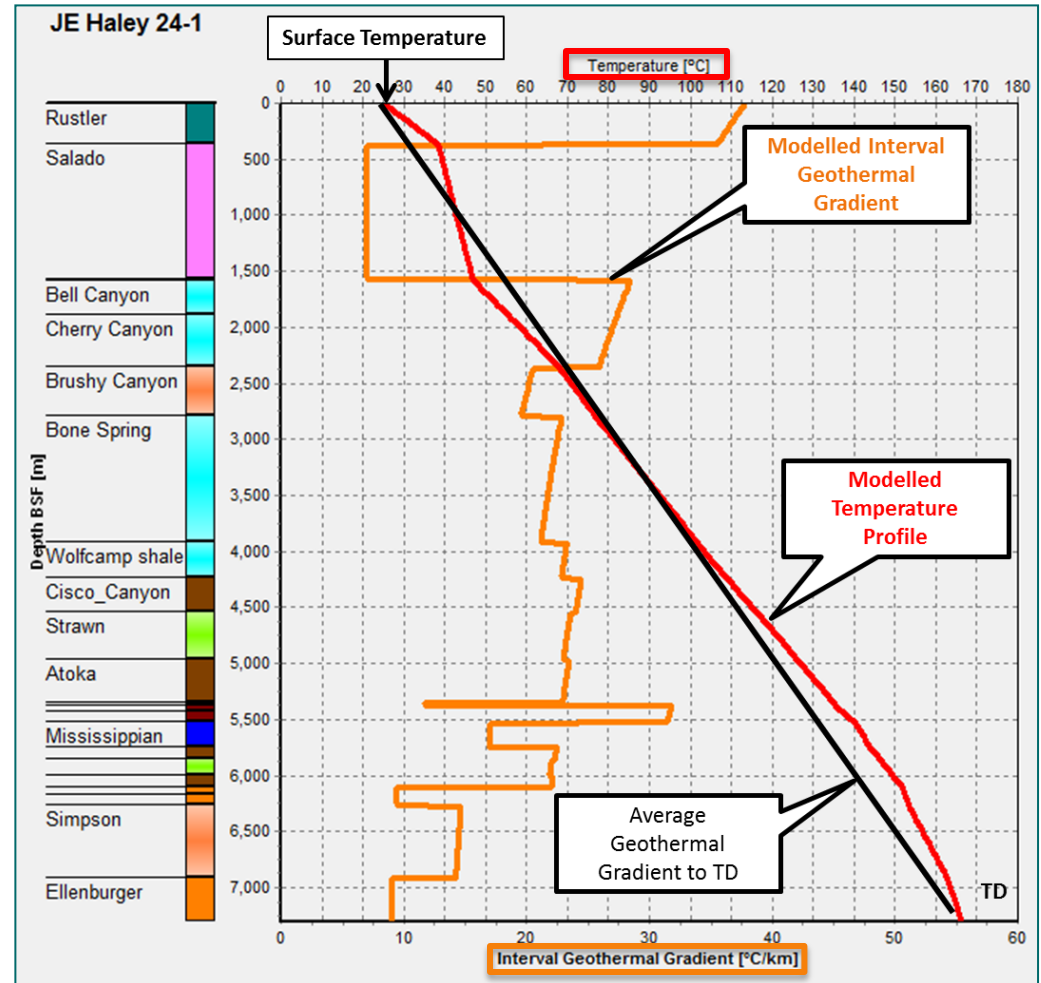 JE Haley 24-1
Surface Temperature
Temperature [°C]
0 10 20 30 40 50 60 70 80 90 100 110 120 130 140 150 160 170 180
Depth BSF [m]
0
500
1,000
1,500
2,000
2,500
3,000
3,500
4,000
4,500
5,000
5,500
6,000
6,500
7,000
Rustler
Salado
Bell Canyon
Cherry Canyon
Brushy Canyon
Bone Spring
Wolfcamp shale
Cisco_Canyon
Strawn
Atoka
Mississippian
Simpson
Ellenburger
Modelled Interval
Geothermal
Gradient
Modelled
Temperature
Profile
Average
Geothermal
Gradient to TD
TD
0 10 20 30 40 50 60
Interval Geothermal Gradient [°C/km]